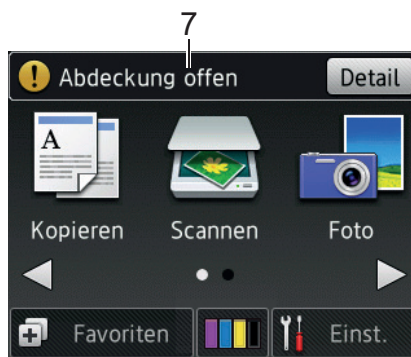 7
Abdeckung offen Detail
A
Kopieren Scannen Foto
Favoriten Einst.